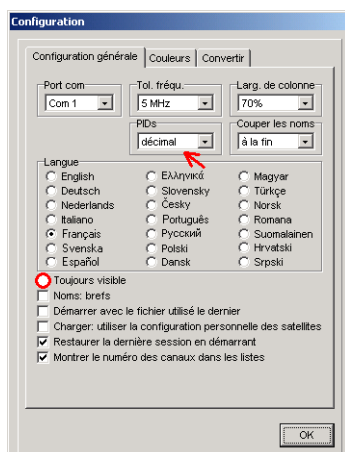 Configuration
Configuration générale Couleurs Convertir
Port com Tol. fréqu. Larg. de colonne
Com 1 5 MHz 70%
PIDs Couper les noms
décimal à la fin
Langue
English Ελληνικά Magyar
Deutsch Slovensky Türkçe
Nederlands Česky Norsk
Italiano Português Romana
Français Русский Suomalainen
Svenska Polski Hrvatski
Español Dansk Srpski
Toujours visible
Noms: brefs
Démarrer avec le fichier utilisé le dernier
Charger: utiliser la configuration personnelle des satellites
Restaurer la dernière session en démarrant
Montrer le numéro des canaux dans les listes
OK